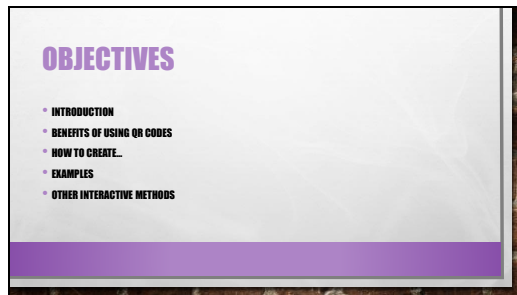 OBJECTIVES
• INTRODUCTION
• BENEFITS OF USING QR CODES
• HOW TO CREATE...
• EXAMPLES
• OTHER INTERACTIVE METHODS